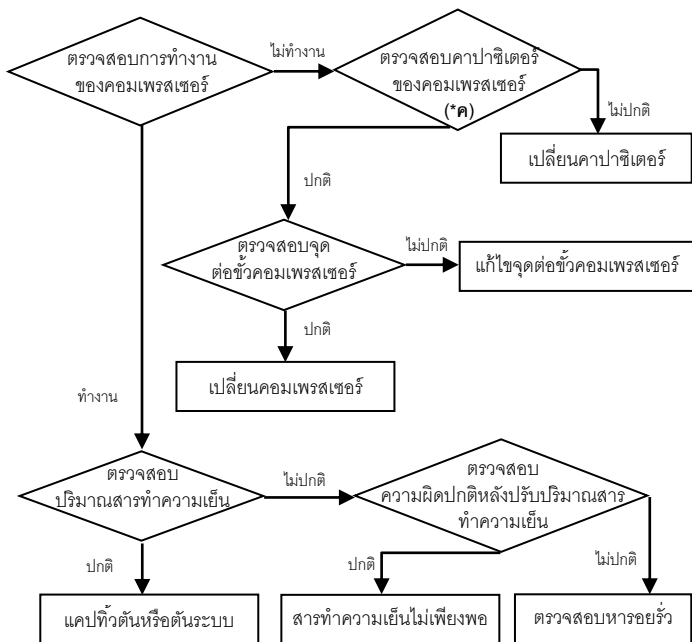 ตรวจสอบการทำงาน
ของคอมเพรสเซอร์
ไม่ทำงาน
ตรวจสอบคาปาซิเตอร์
ของคอมเพรสเซอร์
(*ค)
ไม่ปกติ
เปลี่ยนคาปาซิเตอร์
ปกติ
ตรวจสอบจุด
ต่อขั้วคอมเพรสเซอร์
ไม่ปกติ
แก้ไขจุดต่อขั้วคอมเพรสเซอร์
ปกติ
เปลี่ยนคอมเพรสเซอร์
ทำงาน
ตรวจสอบ
ปริมาณสารทำความเย็น
ไม่ปกติ
ตรวจสอบ
ความผิดปกติหลังปรับปริมาณสาร
ทำความเย็น
ปกติ
ปกติ
ไม่ปกติ
แคปทิ้วตันหรือตันระบบ
สารทำความเย็นไม่เพียงพอ
ตรวจสอบหารอยรั่ว